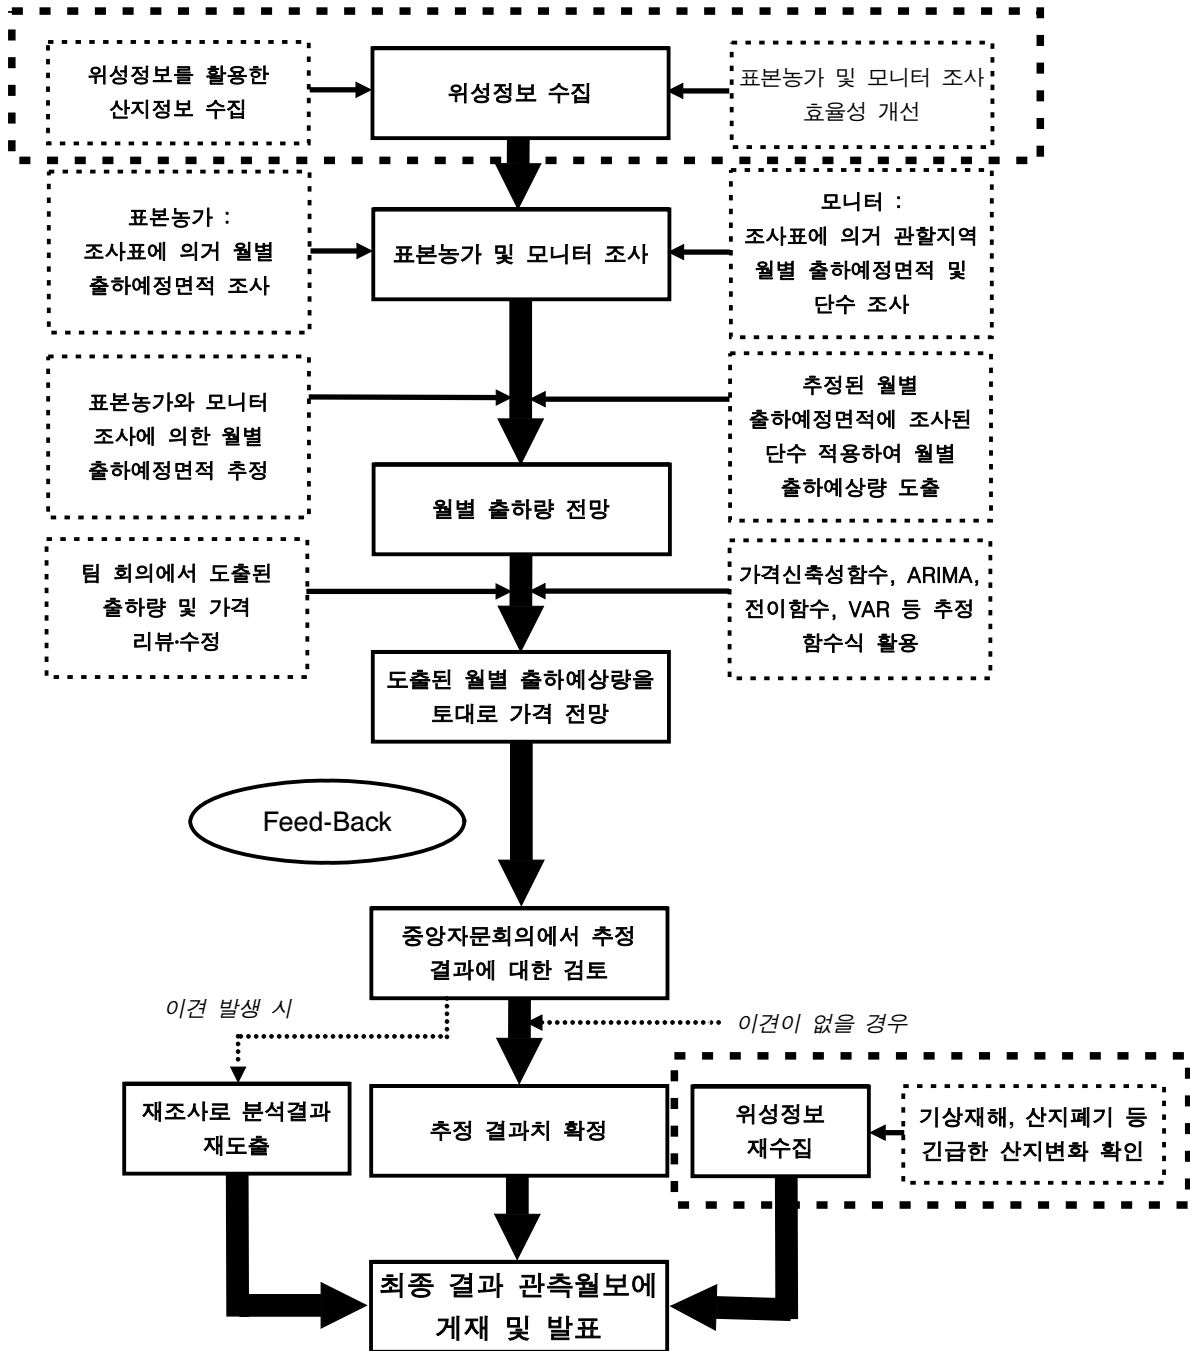 위성정보를 활용한
산지정보 수집
위성정보 수집
표본농가 및 모니터 조사
효율성 개선
표본농가 :
조사표에 의거 월별
출하예정면적 조사
표본농가 및 모니터 조사
모니터 :
조사표에 의거 관할지역
월별 출하예정면적 및
단수 조사
표본농가와 모니터
조사에 의한 월별
출하예정면적 추정
추정된 월별
출하예정면적에 조사된
단수 적용하여 월별
출하예상량 도출
월별 출하량 전망
팀 회의에서 도출된
출하량 및 가격
리뷰·수정
가격신축성함수, ARIMA,
전이함수, VAR 등 추정
함수식 활용
도출된 월별 출하예상량을
토대로 가격 전망
Feed-Back
중앙자문회의에서 추정
결과에 대한 검토
이견 발생 시
이견이 없을 경우
재조사로 분석결과
재도출
추정 결과치 확정
위성정보
재수집
기상재해, 산지폐기 등
긴급한 산지변화 확인
최종 결과 관측월보에
게재 및 발표